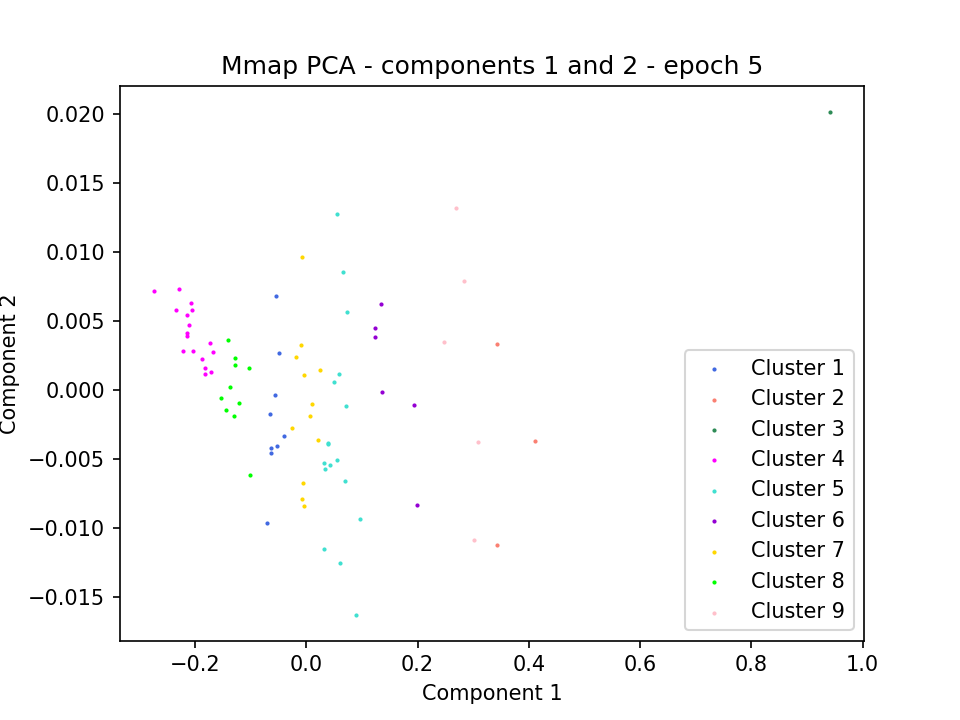 Mmap PCA - components 1 and 2 - epoch 5
0.020
0.015
0.010
0.005
0.000
−0.005
−0.010
−0.015
Component 2
−0.2
0.0
0.2
0.4
0.6
0.8
1.0
Component 1
Cluster 1
Cluster 2
Cluster 3
Cluster 4
Cluster 5
Cluster 6
Cluster 7
Cluster 8
Cluster 9